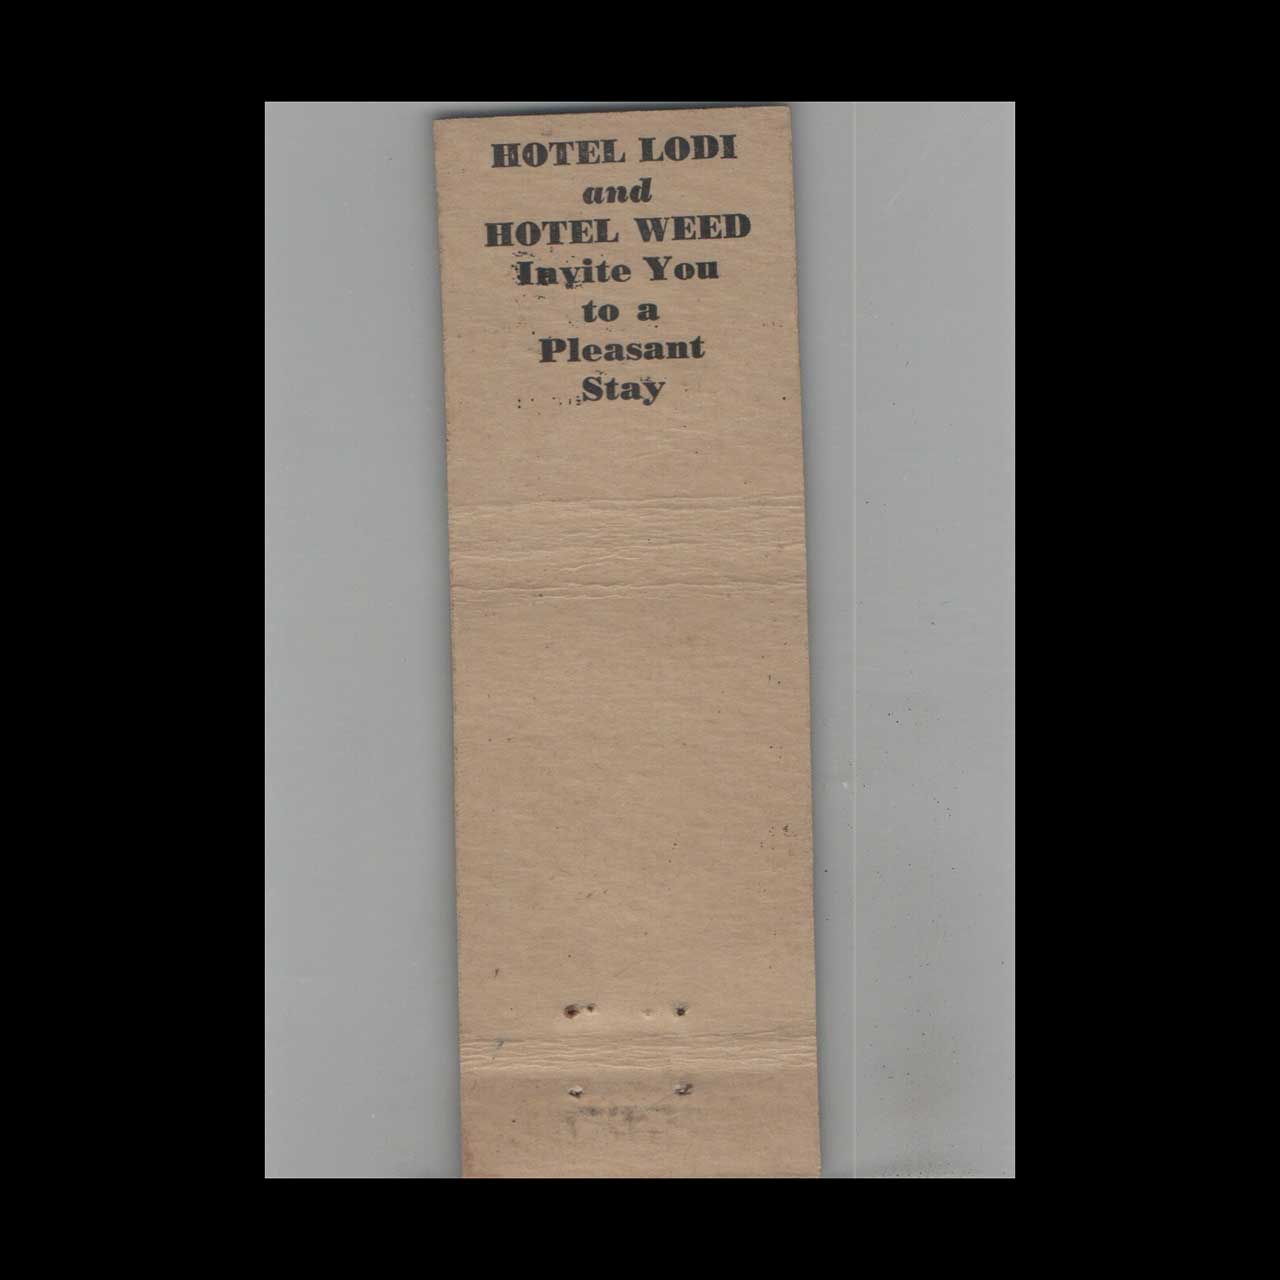 HOTEL LODI
and
HOTEL WEED
Invite You
to a
Pleasant
Stay